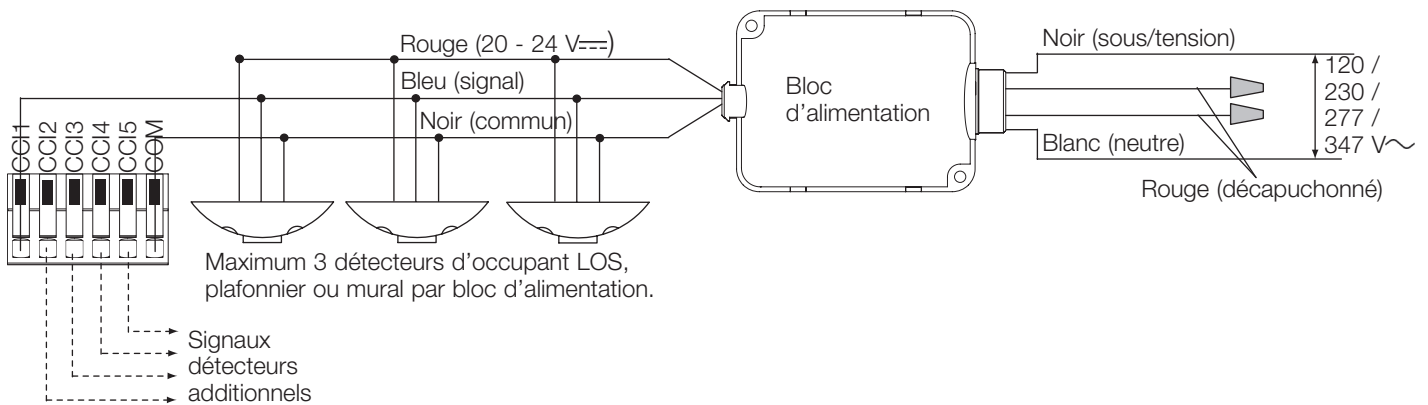 Rouge (20 - 24 V⎓)
Bleu (signal)
Noir (commun)
CCI1
CCI2
CCI3
CCI4
CCI5
COM
Bloc
d'alimentation
Noir (sous/tension)
120 /
230 /
277 /
347 V~
Blanc (neutre)
Rouge (décapuchonné)
Maximum 3 détecteurs d'occupant LOS,
plafonnier ou mural par bloc d'alimentation.
Signaux
détecteurs
additionnels